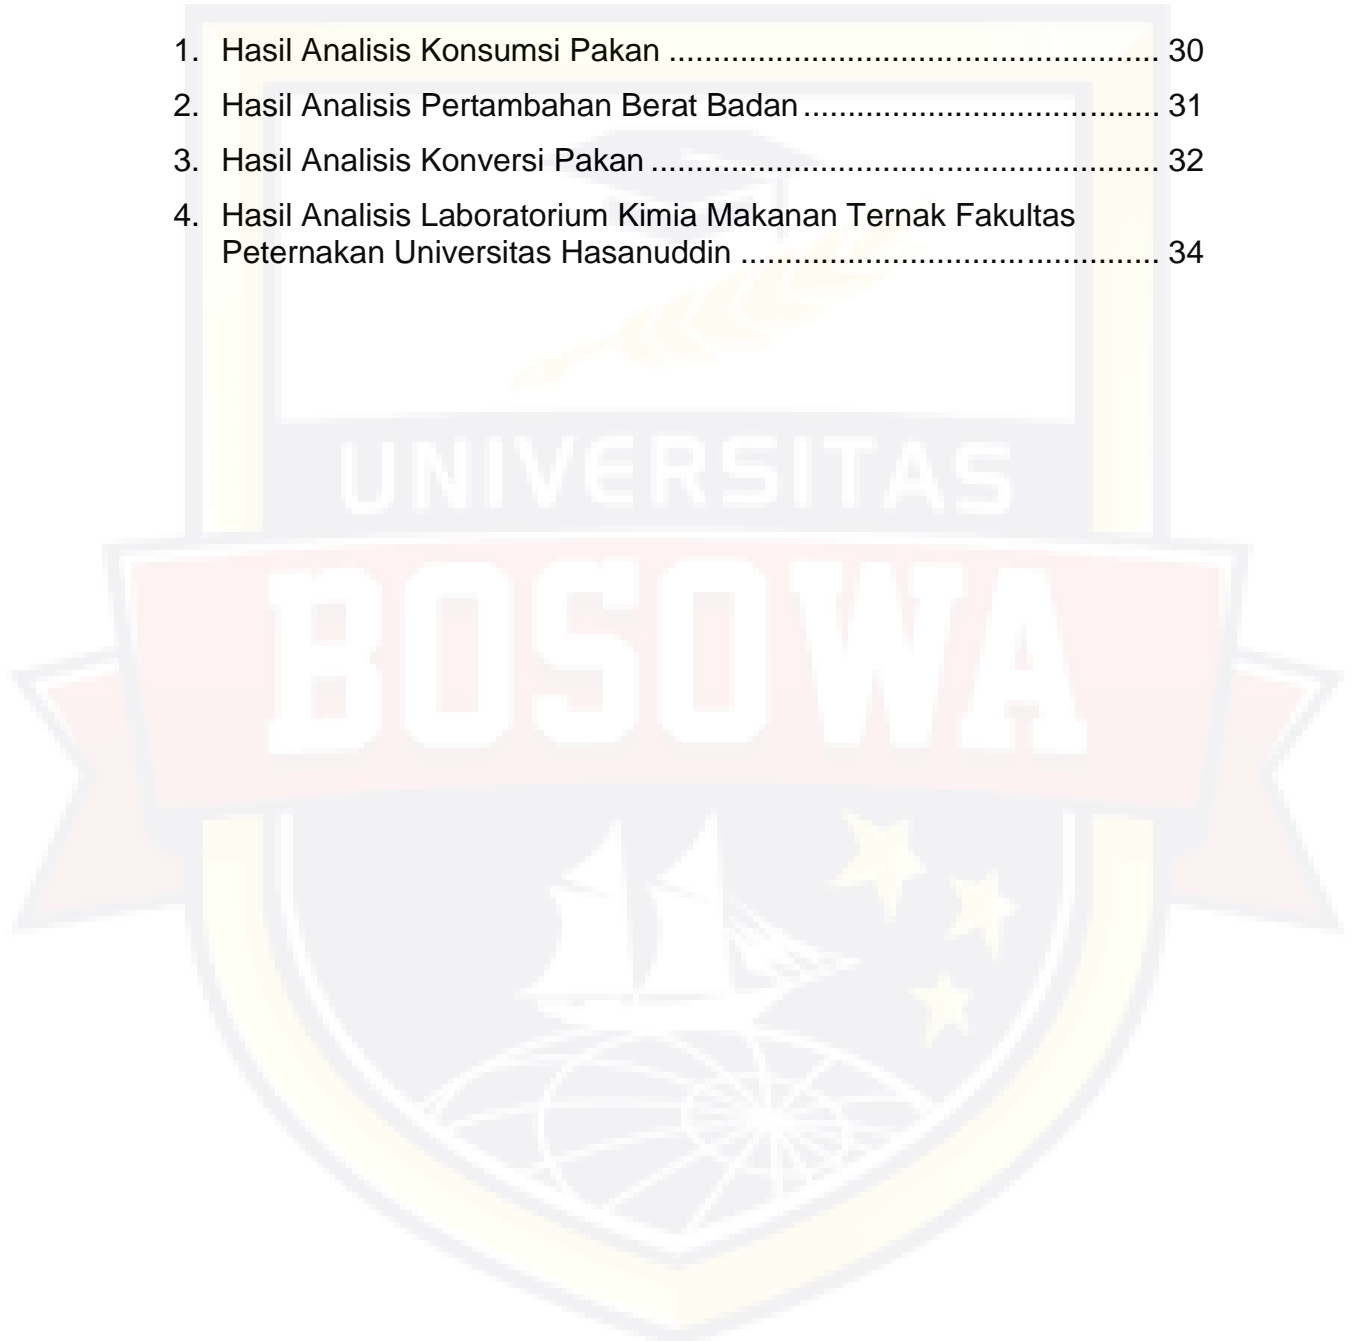 1. Hasil Analisis Konsumsi Pakan ........................................................ 30
2. Hasil Analisis Pertambahan Berat Badan ........................................ 31
3. Hasil Analisis Konversi Pakan .......................................................... 32
4. Hasil Analisis Laboratorium Kimia Makanan Ternak Fakultas
Peternakan Universitas Hasanuddin ................................................ 34
UNIVERSITAS
BOSOWA